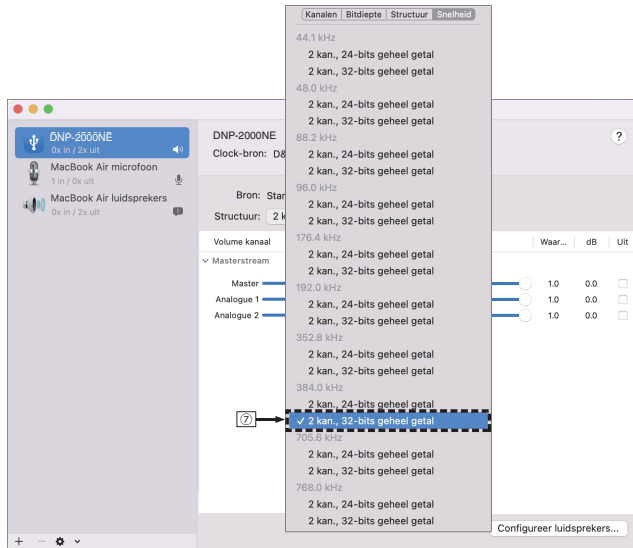 Kanalen Bitdiepte Structuur Snelheid
44.1 kHz
2 kan., 24-bits geheel getal
2 kan., 32-bits geheel getal
48.0 kHz
2 kan., 24-bits geheel getal
2 kan., 32-bits geheel getal
88.2 kHz
2 kan., 24-bits geheel getal
2 kan., 32-bits geheel getal
96.0 kHz
2 kan., 24-bits geheel getal
2 kan., 32-bits geheel getal
176.4 kHz
2 kan., 24-bits geheel getal
2 kan., 32-bits geheel getal
192.0 kHz
2 kan., 24-bits geheel getal
2 kan., 32-bits geheel getal
352.8 kHz
2 kan., 24-bits geheel getal
2 kan., 32-bits geheel getal
384.0 kHz
2 kan., 24-bits geheel getal
⑦ ✓ 2 kan., 32-bits geheel getal
705.6 kHz
2 kan., 24-bits geheel getal
2 kan., 32-bits geheel getal
768.0 kHz
2 kan., 24-bits geheel getal
2 kan., 32-bits geheel getal
DNP-2000NE
0x in / 2x uit
MacBook Air microfoon
1 in / 0x uit
MacBook Air luidsprekers
0x in / 2x uit
DNP-2000NE ?
Clock-bron: D&
Bron: Star
Structuur: 2 k
Volume kanaal Waar... dB Uit
Masterstream
Master 1.0 0.0
Analogue 1 1.0 0.0
Analogue 2 1.0 0.0
Configureer luidsprekers...